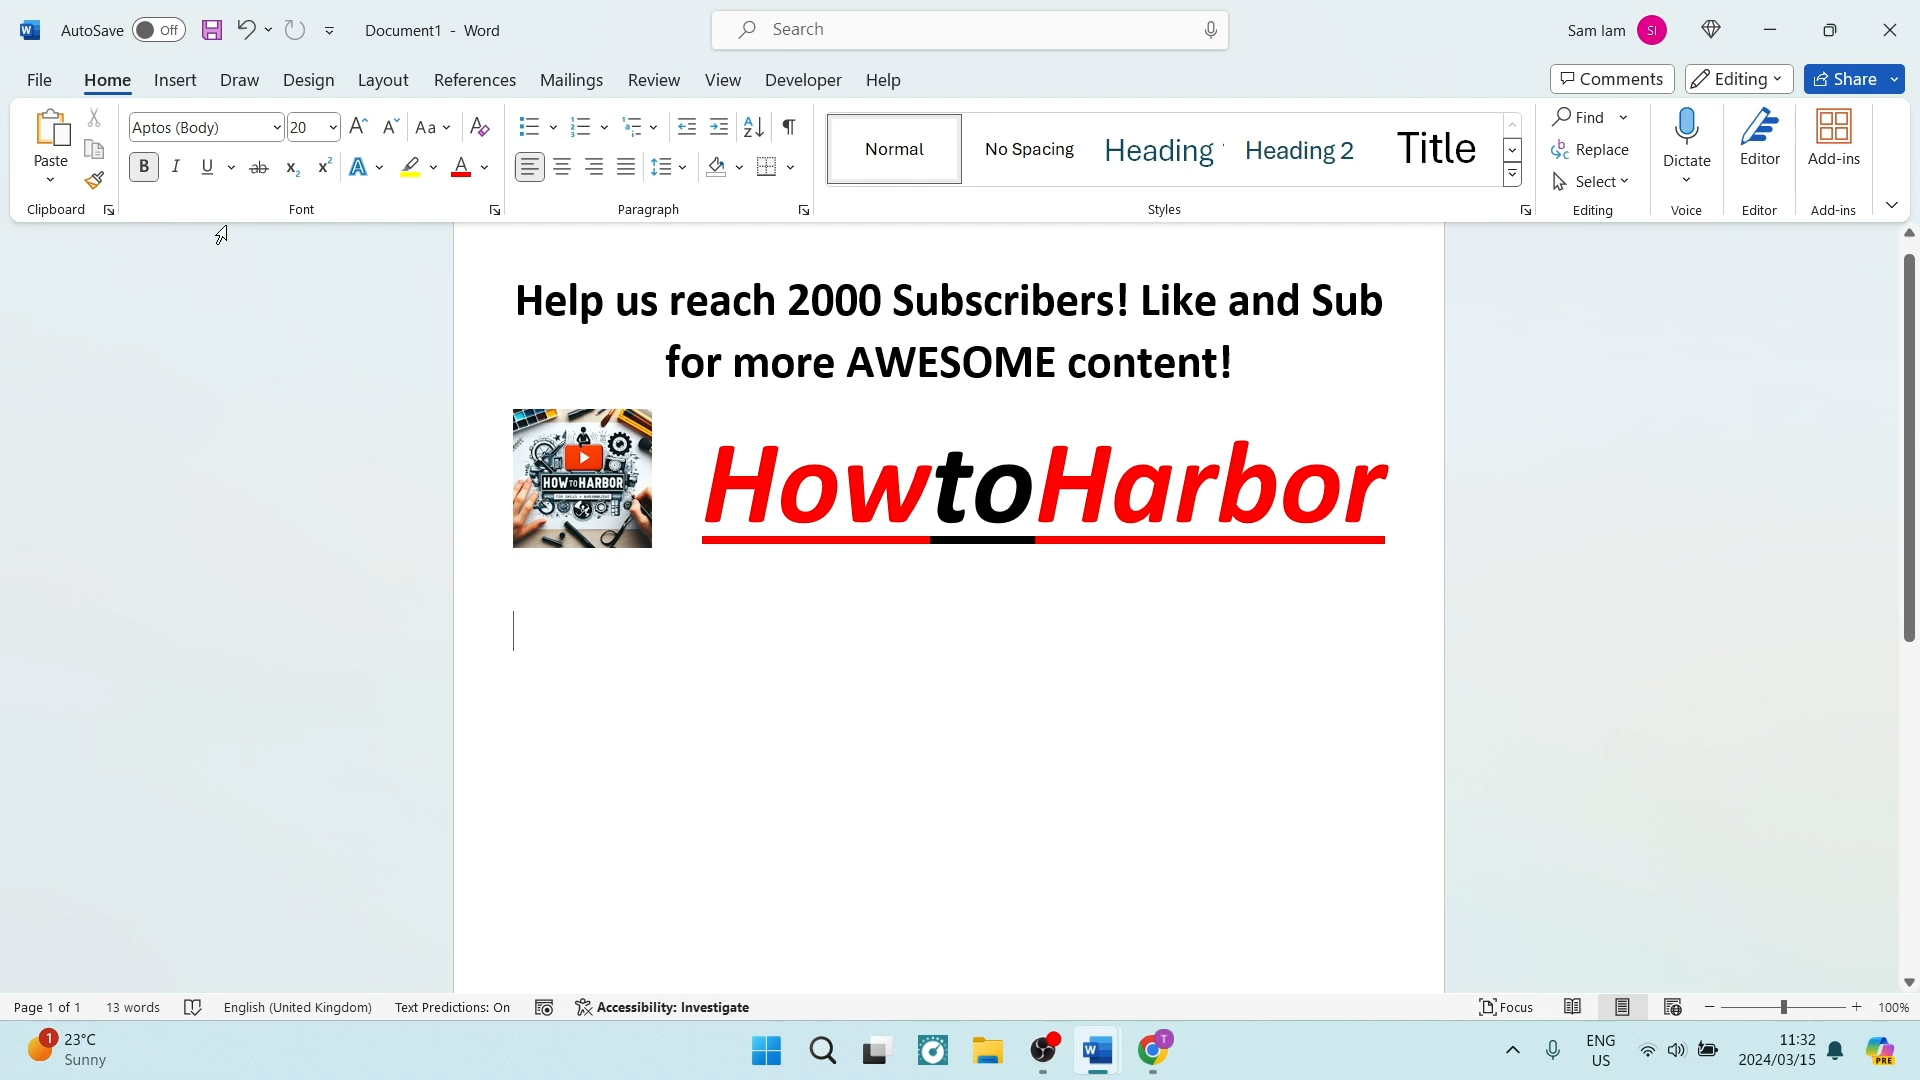 AutoSave Off Document1 - Word Search Sam Iam SI
File Home Insert Draw Design Layout References Mailings Review View Developer Help Comments Editing Share
Paste
Clipboard
Aptos (Body) 20
Font
Paragraph
Normal No Spacing Heading Heading 2 Title
Styles
Find
Replace
Select
Editing
Dictate
Voice
Editor
Editor
Add-ins
Add-ins
Help us reach 2000 Subscribers! Like and Sub
for more AWESOME content!
HOW TO HARBOR
HowtoHarbor
Page 1 of 1 13 words English (United Kingdom) Text Predictions: On Accessibility: Investigate Focus 100%
1 23°C
Sunny
T
ENG
US
11:32
2024/03/15
PRE